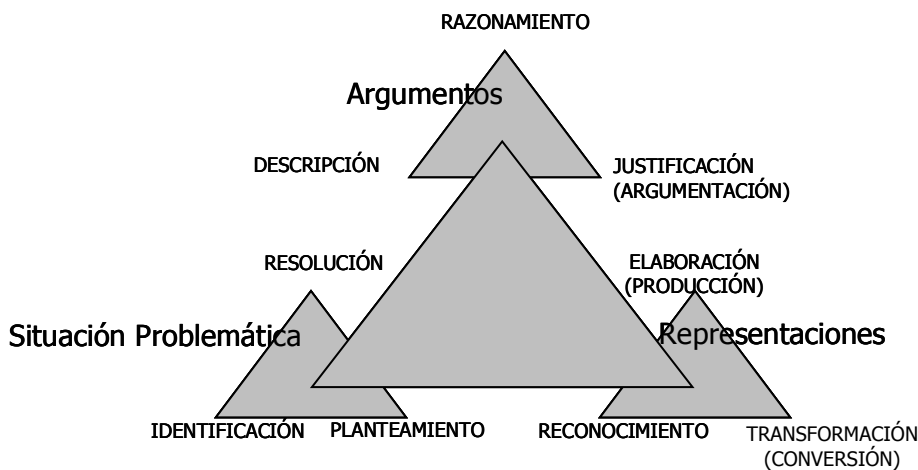 RAZONAMIENTO
Argumentos
DESCRIPCIÓN
JUSTIFICACIÓN
(ARGUMENTACIÓN)
RESOLUCIÓN
ELABORACIÓN
(PRODUCCIÓN)
Situación Problemática
Representaciones
IDENTIFICACIÓN
PLANTEAMIENTO
RECONOCIMIENTO
TRANSFORMACIÓN
(CONVERSIÓN)